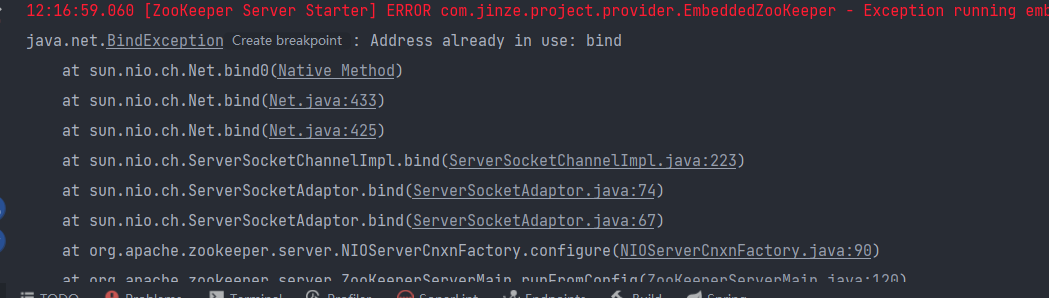 12:16:59.060 [ZooKeeper Server Starter] ERROR com.jinze.project.provider.EmbeddedZooKeeper - Exception running emb
java.net.BindException Create breakpoint : Address already in use: bind
at sun.nio.ch.Net.bind0(Native Method)
at sun.nio.ch.Net.bind(Net.java:433)
at sun.nio.ch.Net.bind(Net.java:425)
at sun.nio.ch.ServerSocketChannelImpl.bind(ServerSocketChannelImpl.java:223)
at sun.nio.ch.ServerSocketAdaptor.bind(ServerSocketAdaptor.java:74)
at sun.nio.ch.ServerSocketAdaptor.bind(ServerSocketAdaptor.java:67)
at org.apache.zookeeper.server.NIOServerCnxnFactory.configure(NIOServerCnxnFactory.java:90)
at org.apache.zookeeper.server.ZooKeeperServerMain.runFromConfig(ZooKeeperServerMain.java:120)
TODO Problems Terminal Profiler SonarLint Endpoints Build Spring